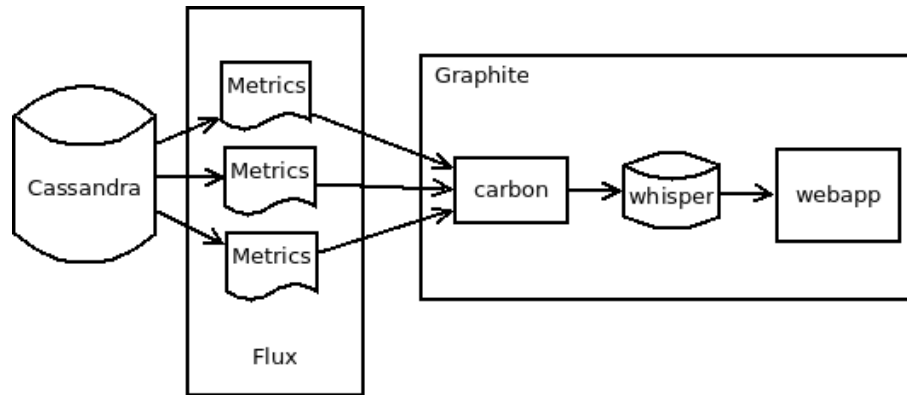 Cassandra
Metrics
Metrics
Metrics
Flux
Graphite
carbon
whisper
webapp